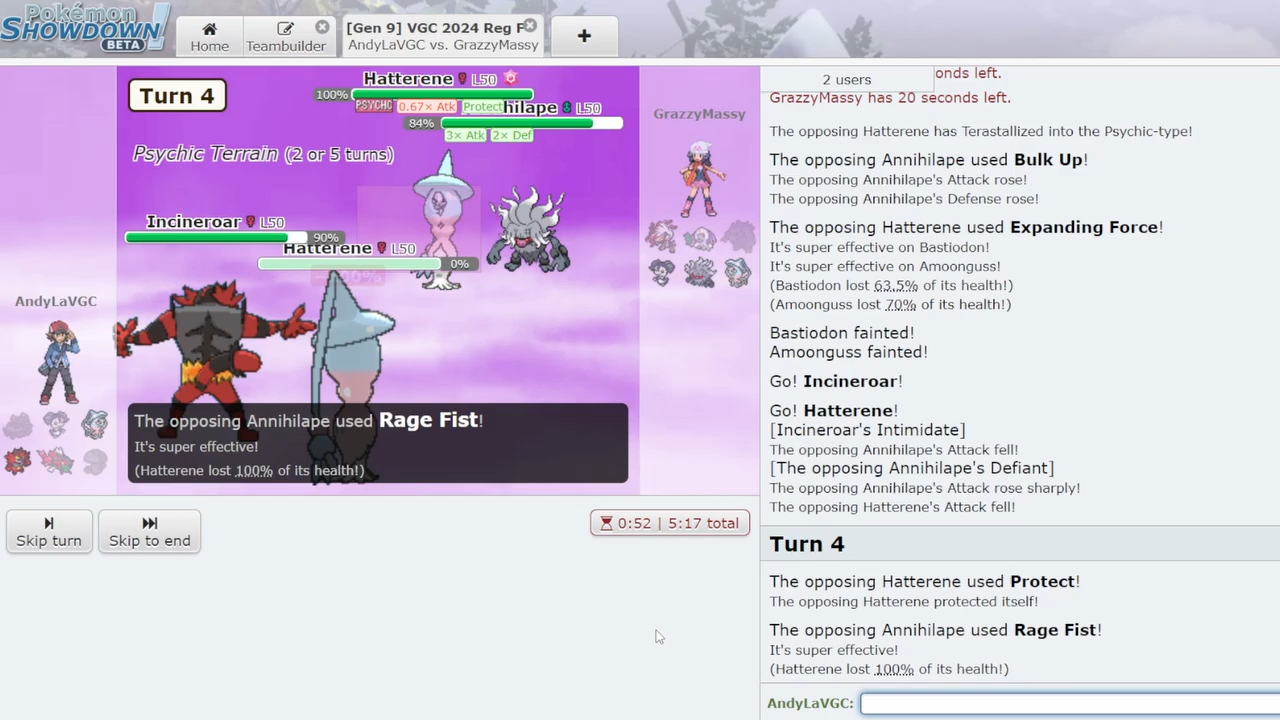 Pokémon
SHOWDOWN!
BETA
Home
Teambuilder
[Gen 9] VGC 2024 Reg F
AndyLaVGC vs. GrazzyMassy
Turn 4
Hatterene L50
100%
PSYCHC 0.67× Atk Protect
hilape L50
84%
3× Atk 2× Def
Psychic Terrain (2 or 5 turns)
Incineroar L50
90%
Hatterene L50
0%
AndyLaVGC
GrazzyMassy
The opposing Annihilape used Rage Fist!
It's super effective!
(Hatterene lost 100% of its health!)
Skip turn
Skip to end
0:52 | 5:17 total
2 users
onds left.
GrazzyMassy has 20 seconds left.
The opposing Hatterene has Terastallized into the Psychic-type!
The opposing Annihilape used Bulk Up!
The opposing Annihilape's Attack rose!
The opposing Annihilape's Defense rose!
The opposing Hatterene used Expanding Force!
It's super effective on Bastiodon!
It's super effective on Amoonguss!
(Bastiodon lost 63.5% of its health!)
(Amoonguss lost 70% of its health!)
Bastiodon fainted!
Amoonguss fainted!
Go! Incineroar!
Go! Hatterene!
[Incineroar's Intimidate]
The opposing Annihilape's Attack fell!
[The opposing Annihilape's Defiant]
The opposing Annihilape's Attack rose sharply!
The opposing Hatterene's Attack fell!
Turn 4
The opposing Hatterene used Protect!
The opposing Hatterene protected itself!
The opposing Annihilape used Rage Fist!
It's super effective!
(Hatterene lost 100% of its health!)
AndyLaVGC: